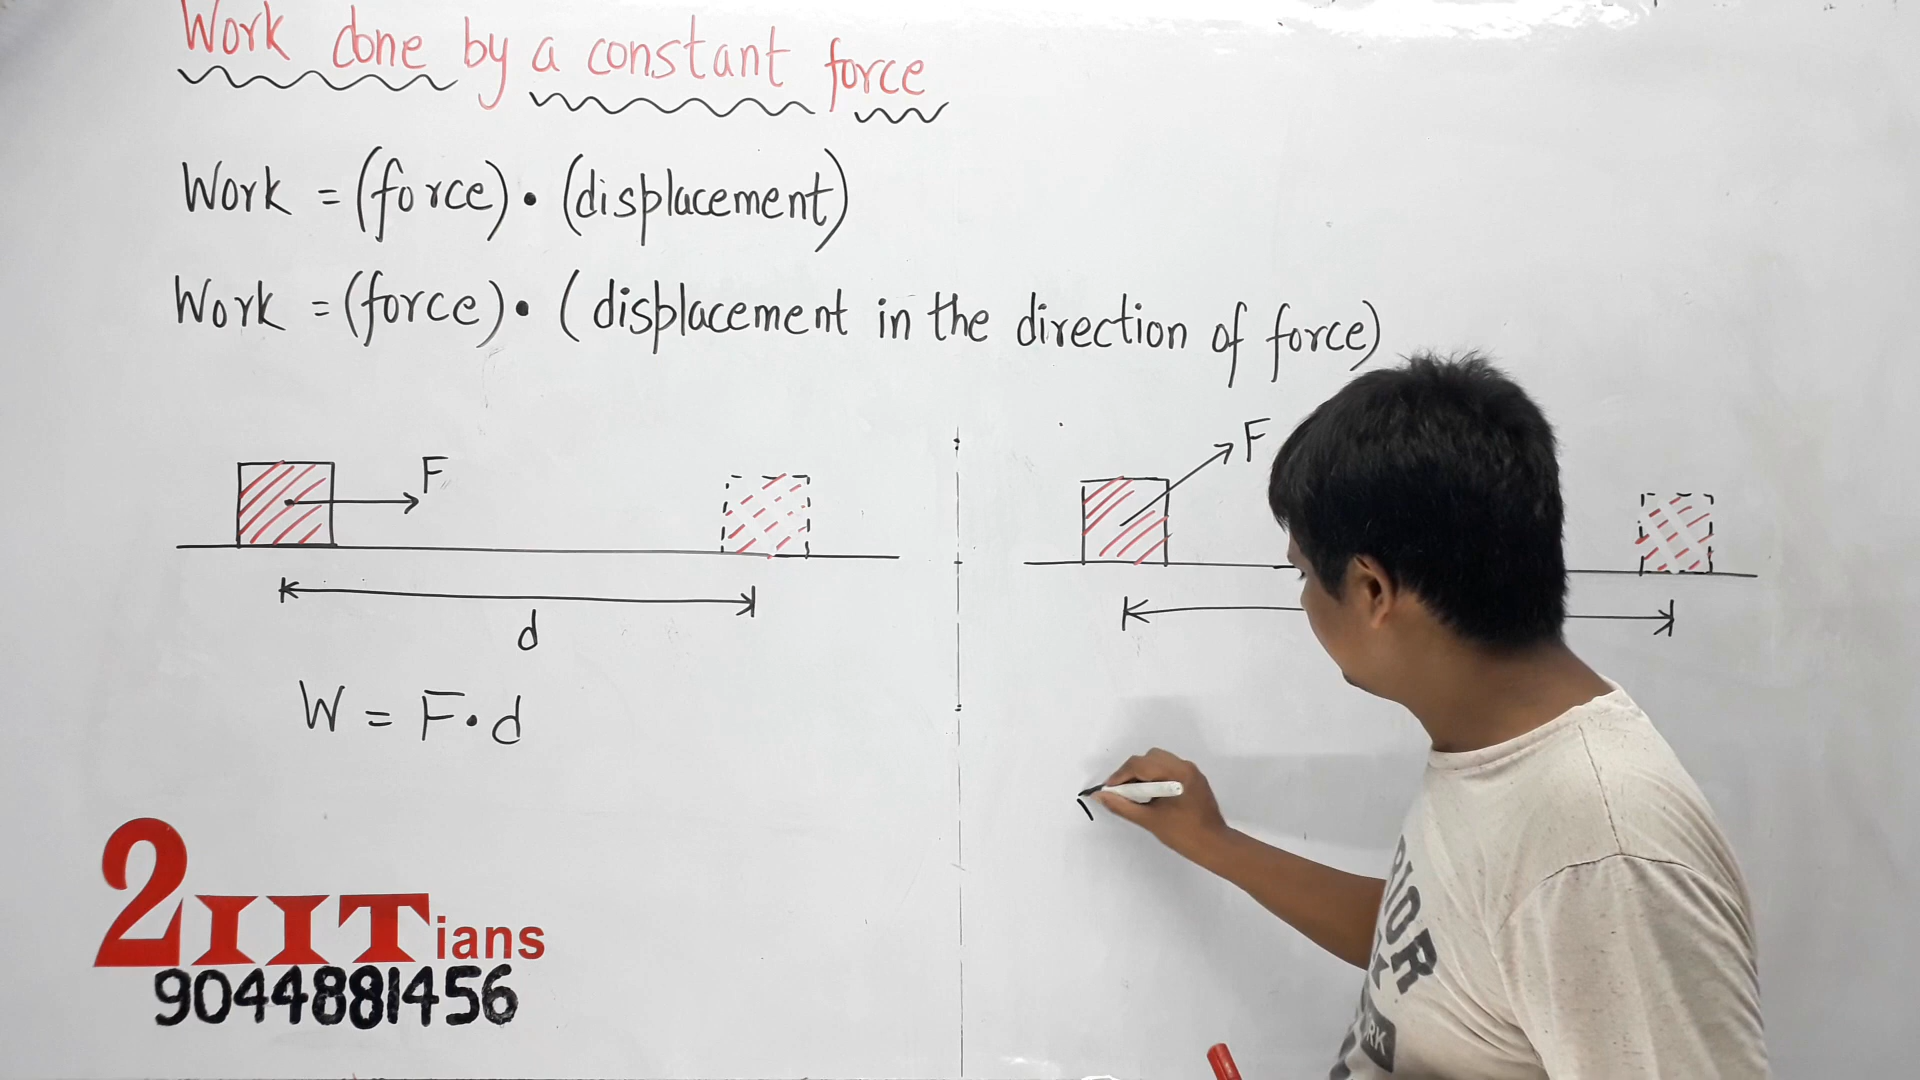 Work done by a constant force
Work = (force) • (displacement)
Work = (force) • (displacement in the direction of force)
F
d
W = F • d
F
2IITians
9044881456